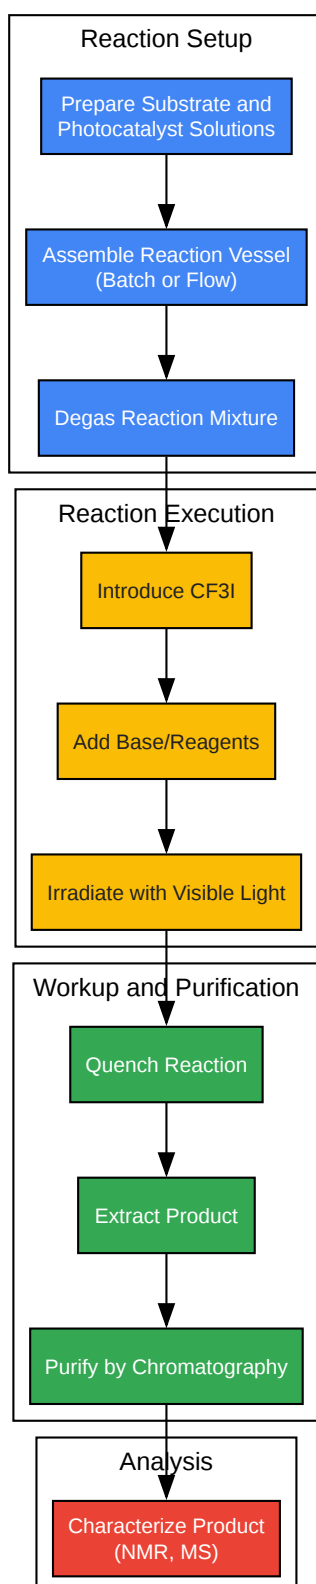 Reaction Setup
Prepare Substrate and
Photocatalyst Solutions
Assemble Reaction Vessel
(Batch or Flow)
Degas Reaction Mixture
Reaction Execution
Introduce CF3I
Add Base/Reagents
Irradiate with Visible Light
Workup and Purification
Quench Reaction
Extract Product
Purify by Chromatography
Analysis
Characterize Product
(NMR, MS)